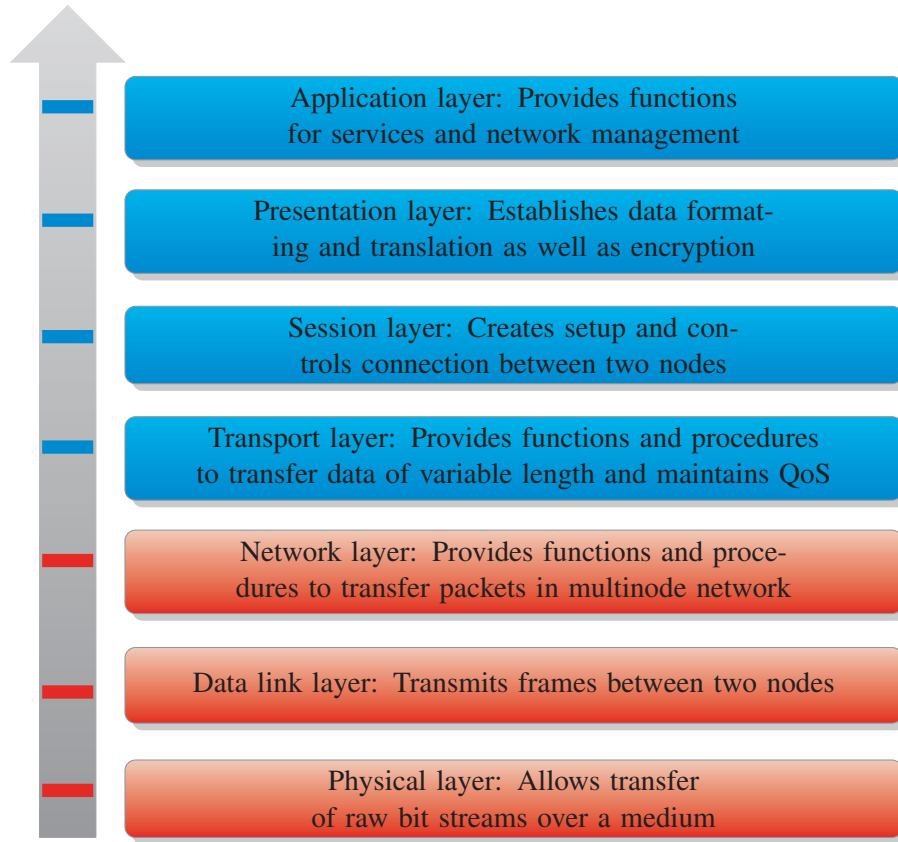 Application layer: Provides functions
for services and network management
Presentation layer: Establishes data format-
ing and translation as well as encryption
Session layer: Creates setup and con-
trols connection between two nodes
Transport layer: Provides functions and procedures
to transfer data of variable length and maintains QoS
Network layer: Provides functions and proce-
dures to transfer packets in multinode network
Data link layer: Transmits frames between two nodes
Physical layer: Allows transfer
of raw bit streams over a medium